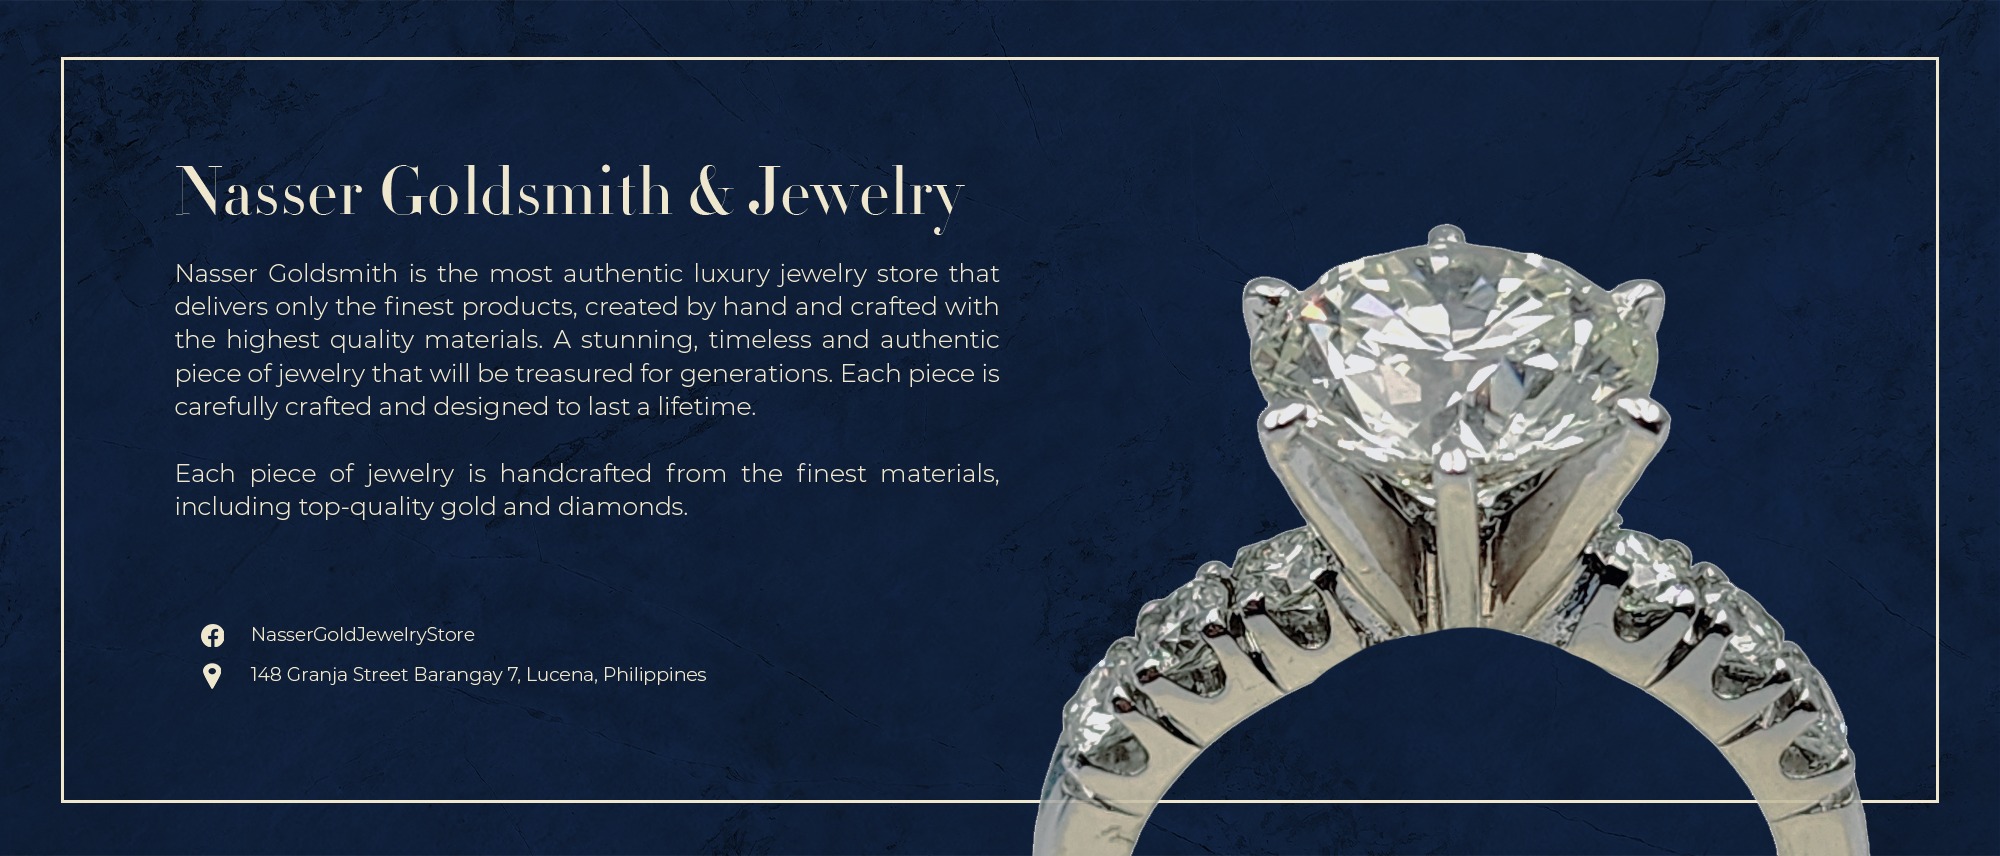 Nasser Goldsmith & Jewelry
Nasser Goldsmith is the most authentic luxury jewelry store that
delivers only the finest products, created by hand and crafted with
the highest quality materials. A stunning, timeless and authentic
piece of jewelry that will be treasured for generations. Each piece is
carefully crafted and designed to last a lifetime.
Each piece of jewelry is handcrafted from the finest materials,
including top-quality gold and diamonds.
NasserGoldJewelryStore
148 Granja Street Barangay 7, Lucena, Philippines